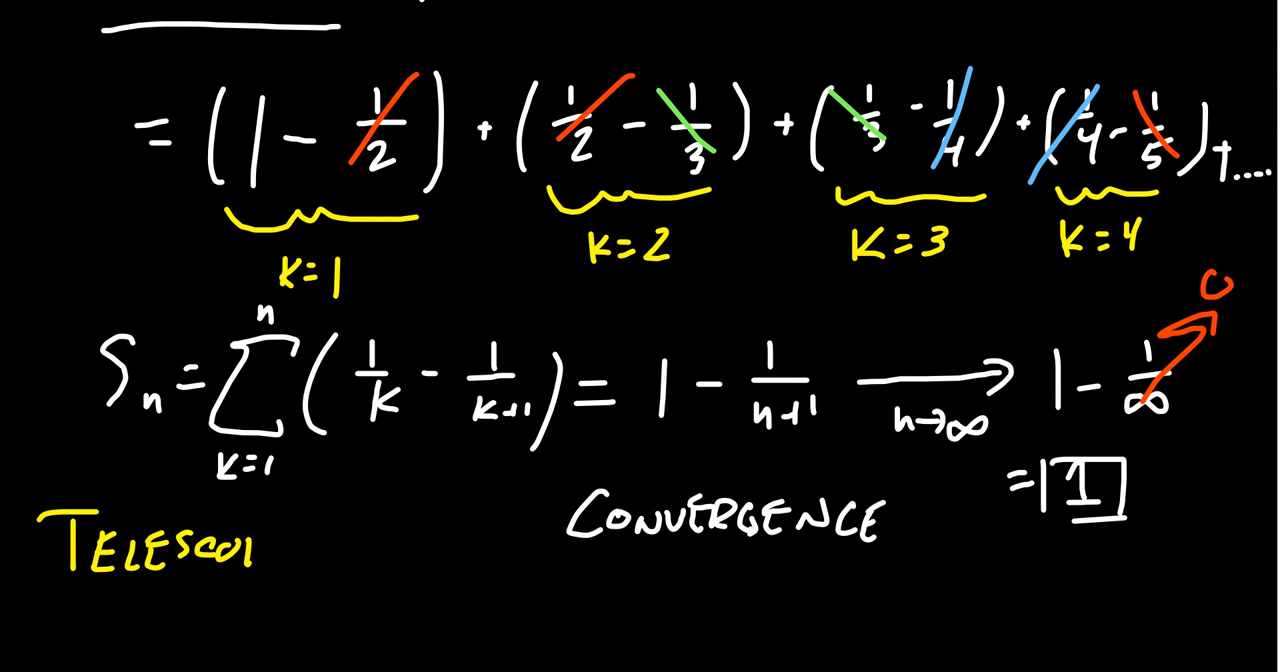 = (1 - 1/2) + (1/2 - 1/3) + (1/3 - 1/4) + (1/4 - 1/5) + .....
K=1 K=2 K=3 K=4
0
Sn = Σ n K=1 (1/K - 1/K+1) = 1 - 1/n+1 → n→∞ 1 - 1/∞
= 1
CONVERGENCE
TELESCO